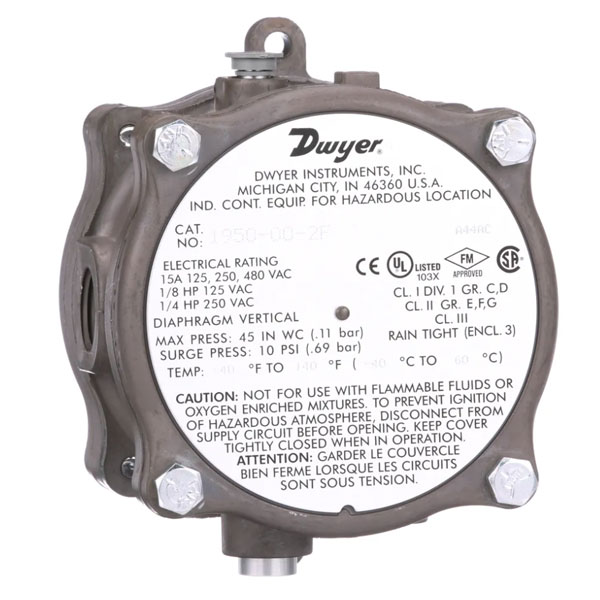 Dwyer®
DWYER INSTRUMENTS, INC.
MICHIGAN CITY, IN 46360 U.S.A.
IND. CONT. EQUIP. FOR HAZARDOUS LOCATION
CAT. NO: 1950-00-2F A44AC
ELECTRICAL RATING
15A 125, 250, 480 VAC
1/8 HP 125 VAC
1/4 HP 250 VAC
CE UL LISTED 103X FM APPROVED SA
CL. I DIV. 1 GR. C,D
CL. II GR. E,F,G
CL. III
RAIN TIGHT (ENCL. 3)
DIAPHRAGM VERTICAL
MAX PRESS: 45 IN WC (.11 bar)
SURGE PRESS: 10 PSI (.69 bar)
TEMP: -40 °F TO 140 °F ( -40 °C TO 60 °C)
CAUTION: NOT FOR USE WITH FLAMMABLE FLUIDS OR
OXYGEN ENRICHED MIXTURES. TO PREVENT IGNITION
OF HAZARDOUS ATMOSPHERE, DISCONNECT FROM
SUPPLY CIRCUIT BEFORE OPENING. KEEP COVER
TIGHTLY CLOSED WHEN IN OPERATION.
ATTENTION: GARDER LE COUVERCLE
BIEN FERME LORSQUE LES CIRCUITS
SONT SOUS TENSION.